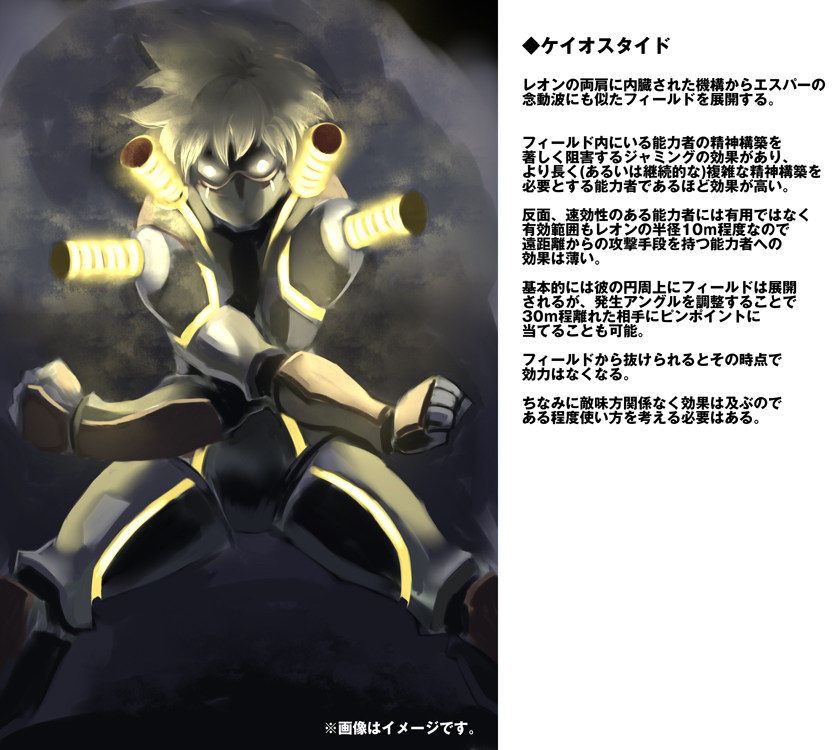 ◆ケイオスタイド
レオンの両肩に内臓された機構からエスパーの
念動波にも似たフィールドを展開する。
フィールド内にいる能力者の精神構築を
著しく阻害するジャミングの効果があり、
より長く(あるいは継続的な)複雑な精神構築を
必要とする能力者であるほど効果が高い。
反面、速効性のある能力者には有用ではなく
有効範囲もレオンの半径10m程度なので
遠距離からの攻撃手段を持つ能力者への
効果は薄い。
基本的には彼の円周上にフィールドは展開
されるが、発生アングルを調整することで
30m程離れた相手にピンポイントに
当てることも可能。
フィールドから抜けられるとその時点で
効力はなくなる。
ちなみに敵味方関係なく効果は及ぶので
ある程度使い方を考える必要はある。
※画像はイメージです。